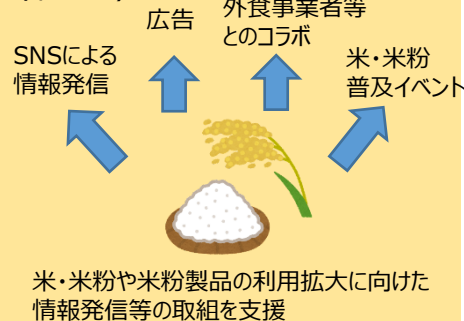 広告
外食事業者等
とのコラボ
SNSによる
情報発信
米・米粉
普及イベント
米・米粉や米粉製品の利用拡大に向けた
情報発信等の取組を支援